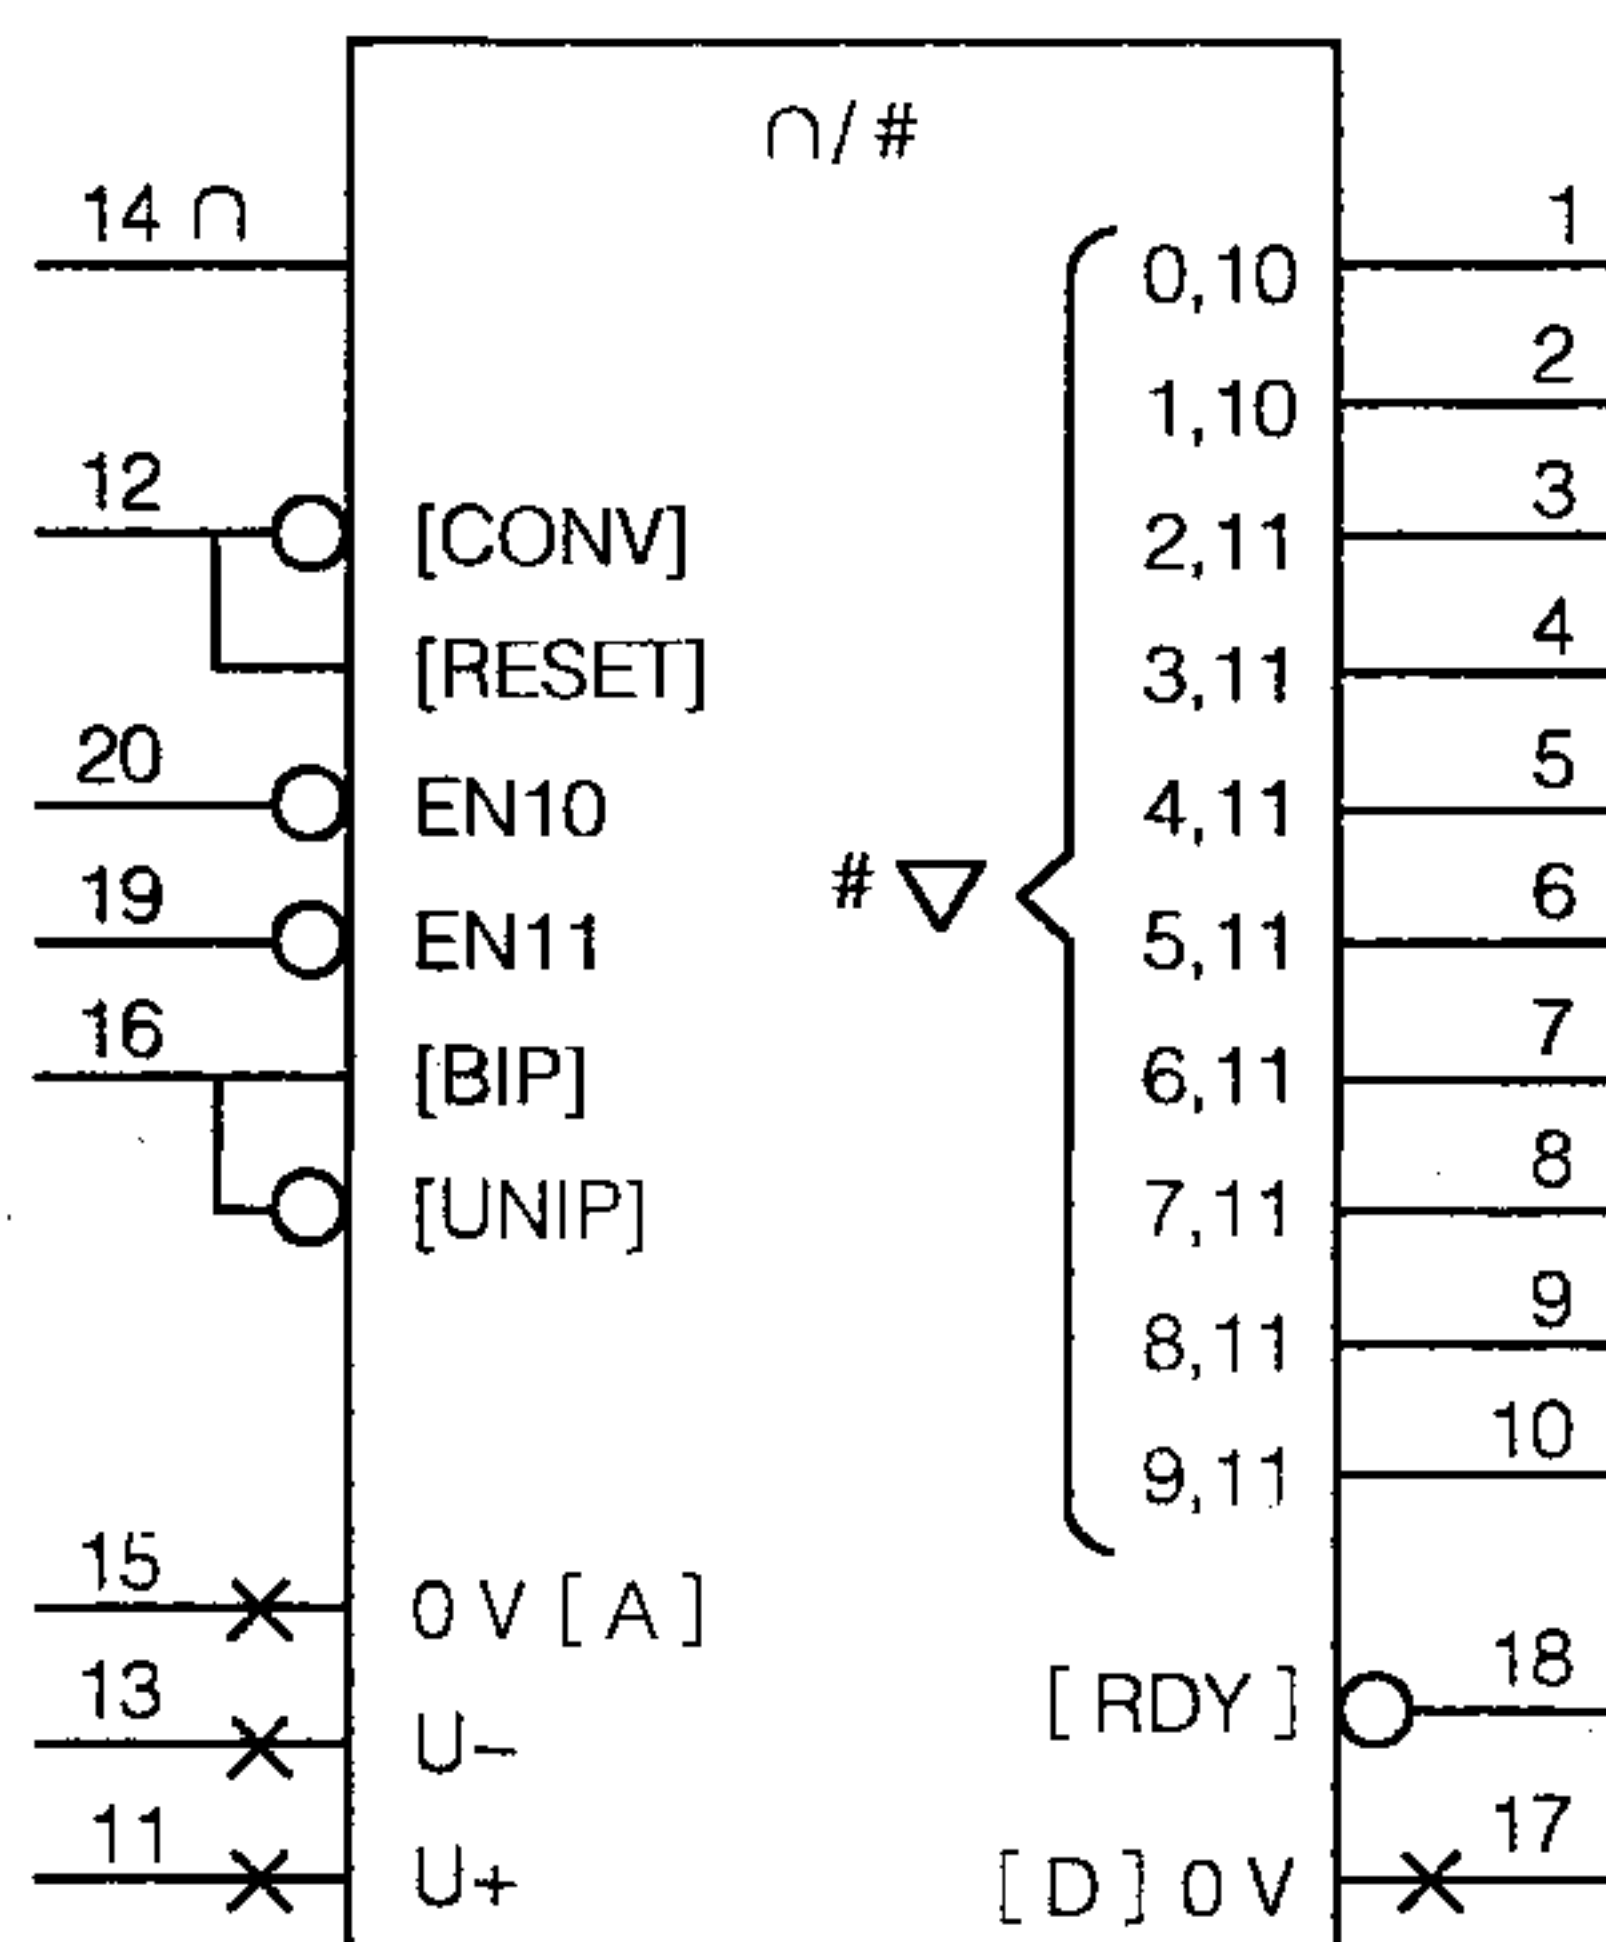 ∩/#
14 ∩
0,10 1
1,10 2
12 [CONV] 2,11 3
[RESET] 3,11 4
20 EN10 4,11 5
# ▽
19 EN11 5,11 6
16 [BIP] 6,11 7
[UNIP] 7,11 8
8,11 9
9,11 10
15 0 V [ A ]
[ RDY ] 18
13 U-
11 U+ [ D ] 0 V 17